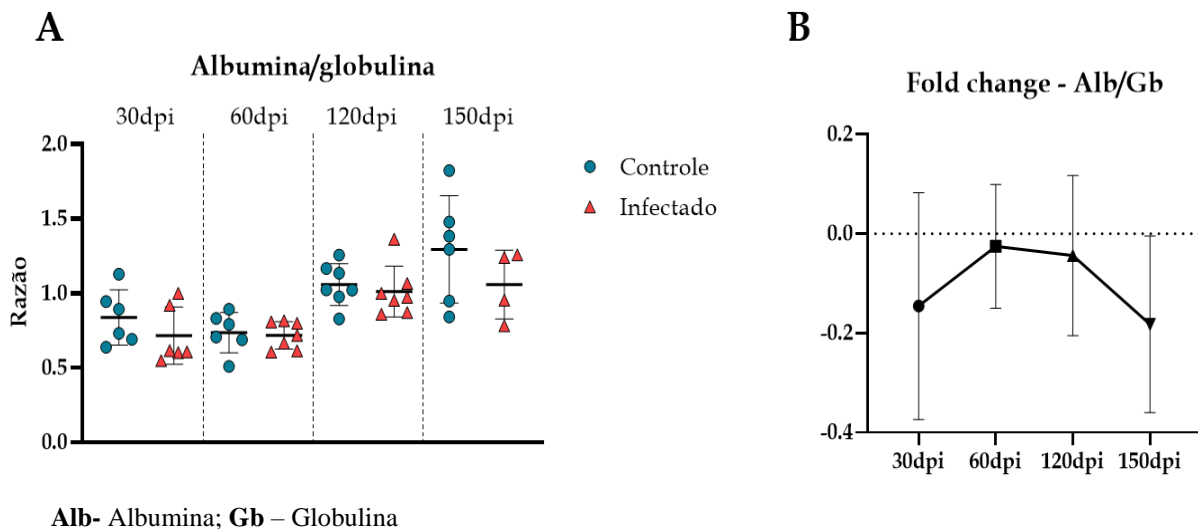 A
Albumina/globulina
30dpi 60dpi 120dpi 150dpi
2.0
1.5
1.0
0.5
0.0
Razão
Controle
Infectado
B
Fold change - Alb/Gb
0.2
0.0
-0.2
-0.4
30dpi 60dpi 120dpi 150dpi
Alb- Albumina; Gb – Globulina